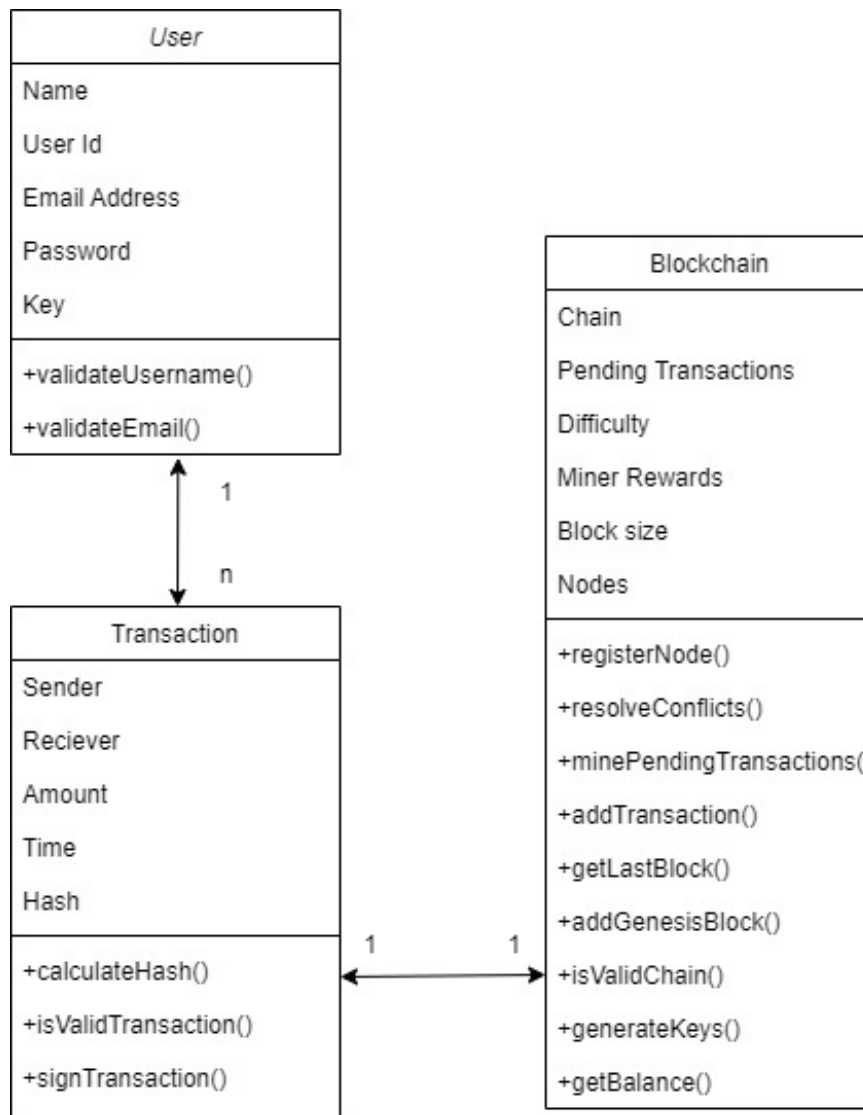 User
Name
User Id
Email Address
Password
Key
+validateUsername()
+validateEmail()
1
n
Transaction
Sender
Reciever
Amount
Time
Hash
+calculateHash()
+isValidTransaction()
+signTransaction()
1
1
Blockchain
Chain
Pending Transactions
Difficulty
Miner Rewards
Block size
Nodes
+registerNode()
+resolveConflicts()
+minePendingTransactions(
+addTransaction()
+getLastBlock()
+addGenesisBlock()
+isValidChain()
+generateKeys()
+getBalance()